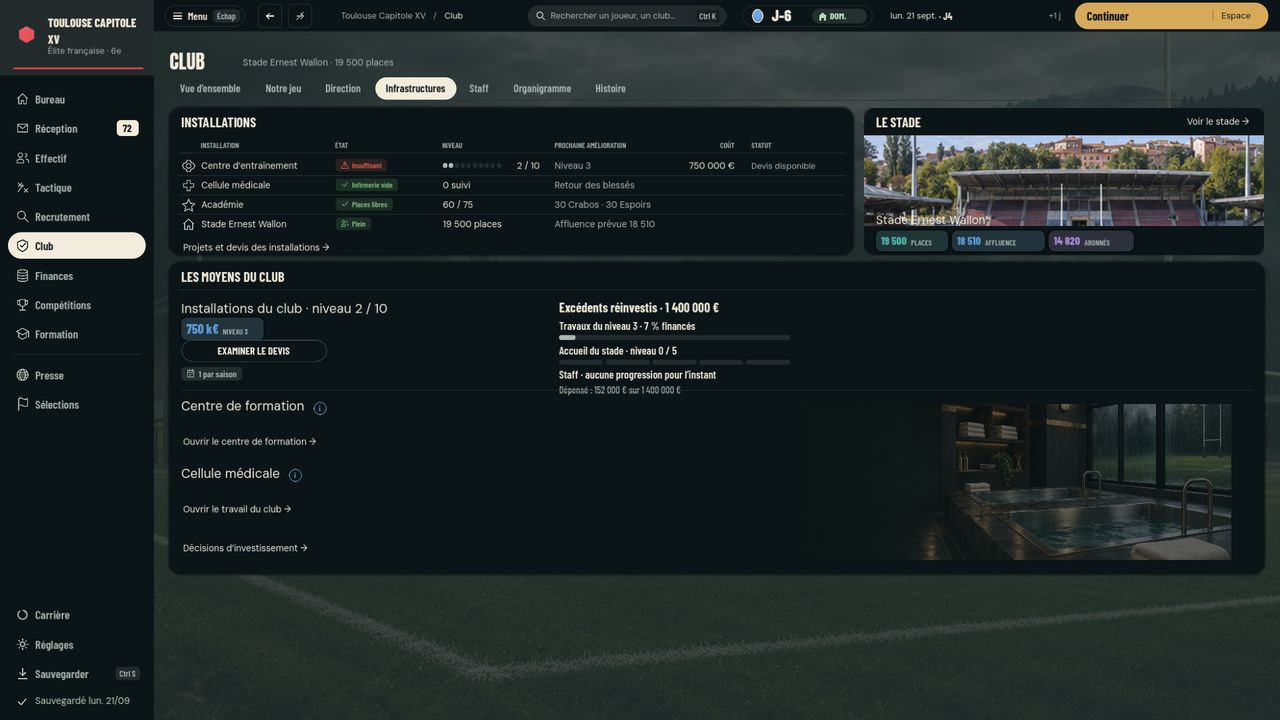 TOULOUSE CAPITOLE XV
Élite française · 6e
Bureau
Réception 72
Effectif
Tactique
Recrutement
Club
Finances
Compétitions
Formation
Presse
Sélections
Carrière
Réglages
Sauvegarder Ctrl S
Sauvegardé lun. 21/09
Menu Échap
Toulouse Capitole XV / Club
Rechercher un joueur, un club.. Ctrl K
J-6 DOM.
lun. 21 sept. · J4
+1 j
Continuer Espace
CLUB
Stade Ernest Wallon · 19 500 places
Vue d'ensemble Notre jeu Direction Infrastructures Staff Organigramme Histoire
INSTALLATIONS
INSTALLATION ÉTAT NIVEAU PROCHAINE AMÉLIORATION COÛT STATUT
Centre d'entraînement Insuffisant 2 / 10 Niveau 3 750 000 € Devis disponible
Cellule médicale Infirmerie vide 0 suivi Retour des blessés
Académie Places libres 60 / 75 30 Crabos · 30 Espoirs
Stade Ernest Wallon Plein 19 500 places Affluence prévue 18 510
Projets et devis des installations →
LE STADE
Voir le stade →
Stade Ernest Wallon
19 500 PLACES 18 510 AFFLUENCE 14 820 ABONNÉS
LES MOYENS DU CLUB
Installations du club · niveau 2 / 10
750 k€ NIVEAU 3
EXAMINER LE DEVIS
1 par saison
Excédents réinvestis · 1 400 000 €
Travaux du niveau 3 · 7 % financés
Accueil du stade · niveau 0 / 5
Staff · aucune progression pour l'instant
Dépensé : 152 000 € sur 1 400 000 €
Centre de formation
Ouvrir le centre de formation →
Cellule médicale
Ouvrir le travail du club →
Décisions d'investissement →